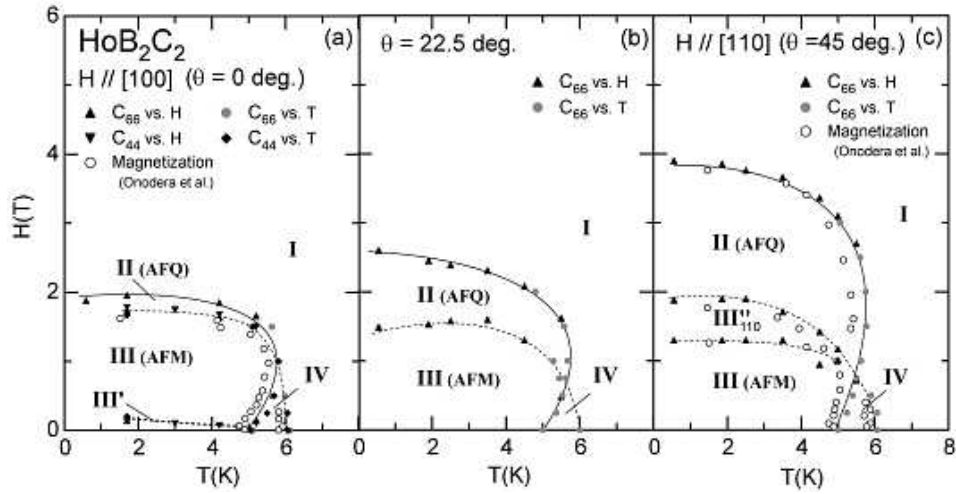 HoB₂C₂
(a)
H // [100] (θ = 0 deg.)
▲ C₆₆ vs. H
● C₆₆ vs. T
▼ C₄₄ vs. H
◆ C₄₄ vs. T
○ Magnetization
(Onodera et al.)
I
II (AFQ)
III (AFM)
IV
III'
6
4
2
0
H(T)
0 2 4 6
T(K)
(b)
θ = 22.5 deg.
▲ C₆₆ vs. H
● C₆₆ vs. T
I
II (AFQ)
III (AFM)
IV
2 4 6
T(K)
H // [110] (θ =45 deg.) (c)
▲ C₆₆ vs. H
● C₆₆ vs. T
○ Magnetization
(Onodera et al.)
I
II (AFQ)
III''₁₁₀
III (AFM)
IV
2 4 6 8
T(K)